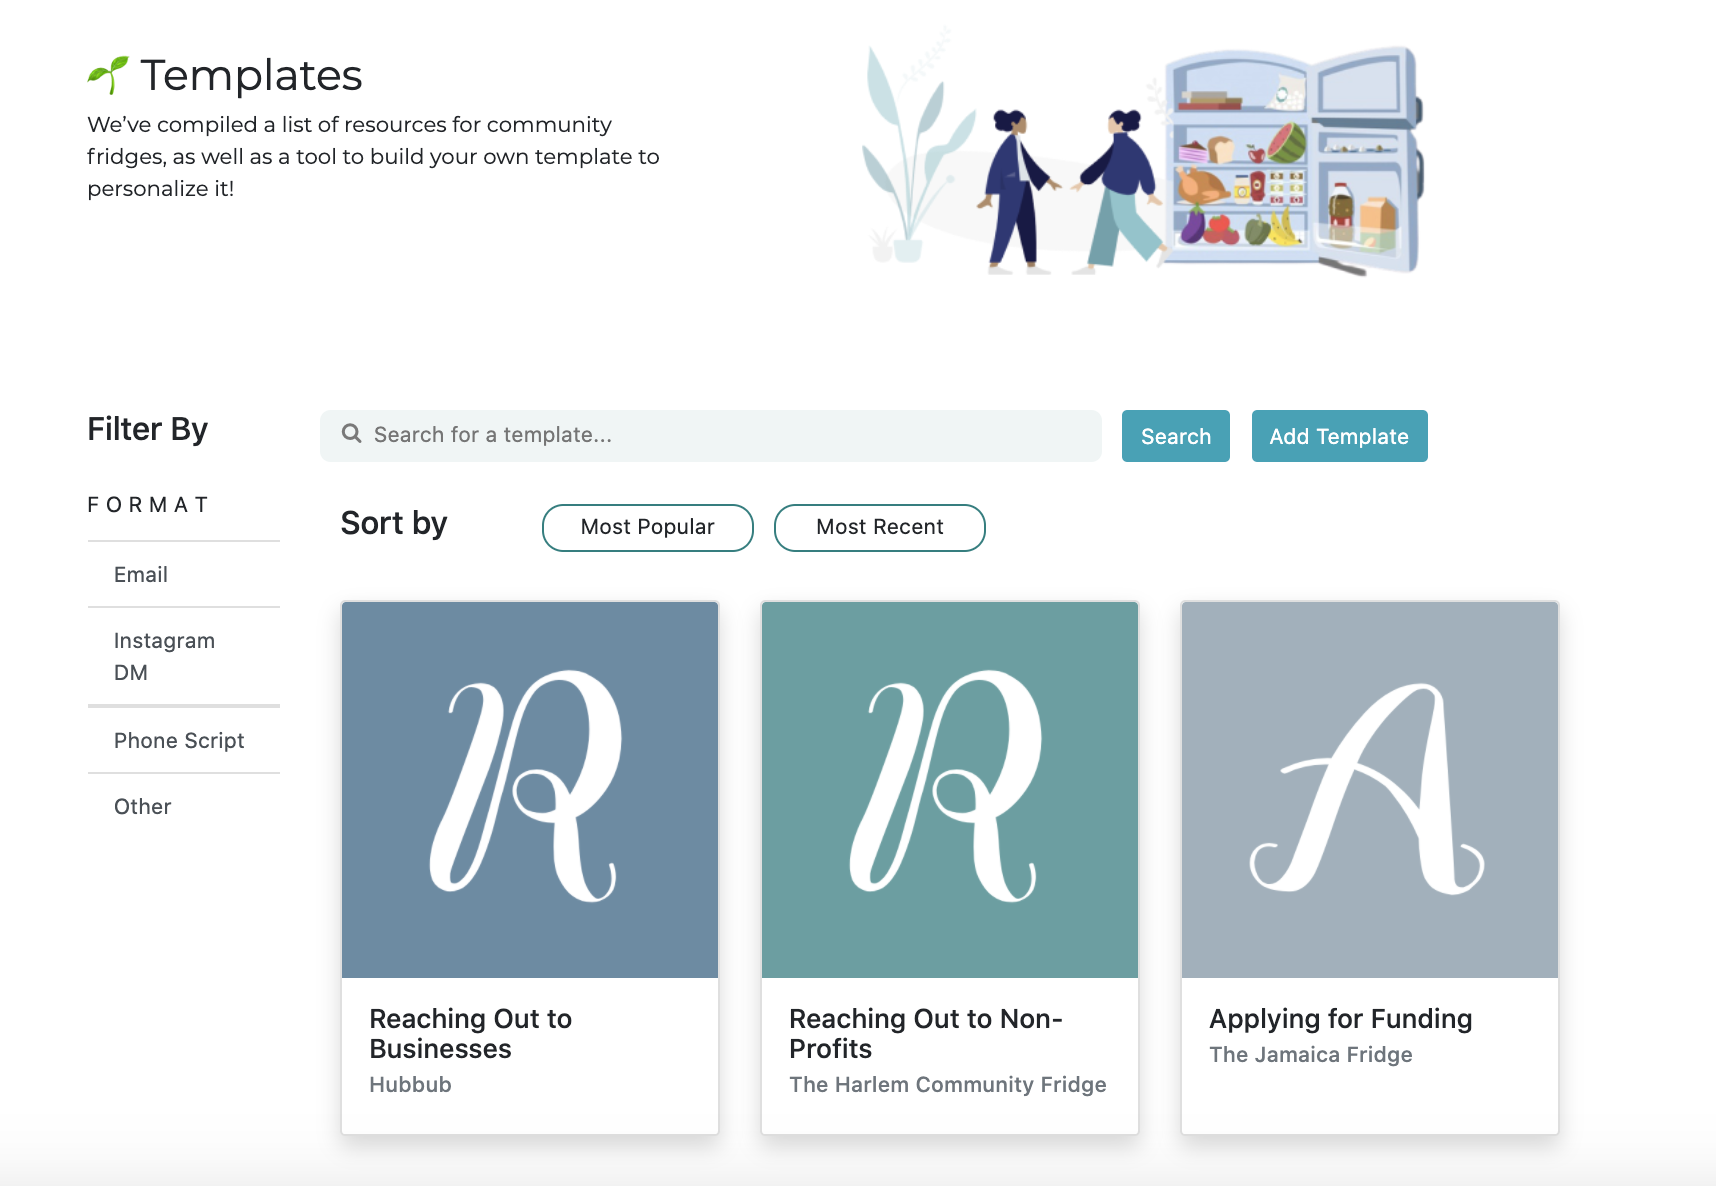 Templates
We’ve compiled a list of resources for community
fridges, as well as a tool to build your own template to
personalize it!
Filter By
Search for a template...
Search
Add Template
FORMAT
Sort by
Most Popular
Most Recent
Email
Instagram
DM
Phone Script
Other
R
R
A
Reaching Out to
Businesses
Hubbub
Reaching Out to Non-
Profits
The Harlem Community Fridge
Applying for Funding
The Jamaica Fridge